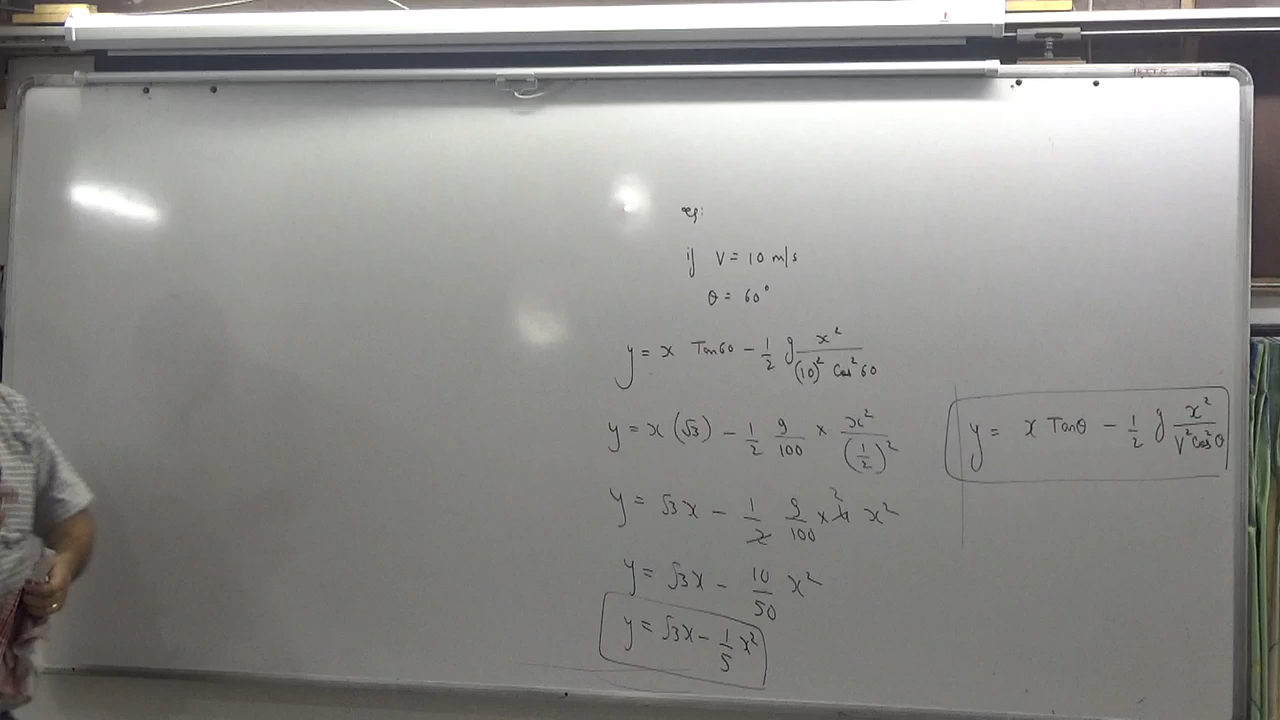 eg:
if V = 10 m/s
θ = 60°
y = x Tan60 - 1/2 g x²/(10)² Cos²60
y = x (√3) - 1/2 g/100 × x²/(1/2)²
y = √3x - 1/2 g/100 × 4 2 x²
y = √3x - 10/50 x²
y = √3x - 1/5 x²
y = x Tanθ - 1/2 g x²/V²Cos²θ